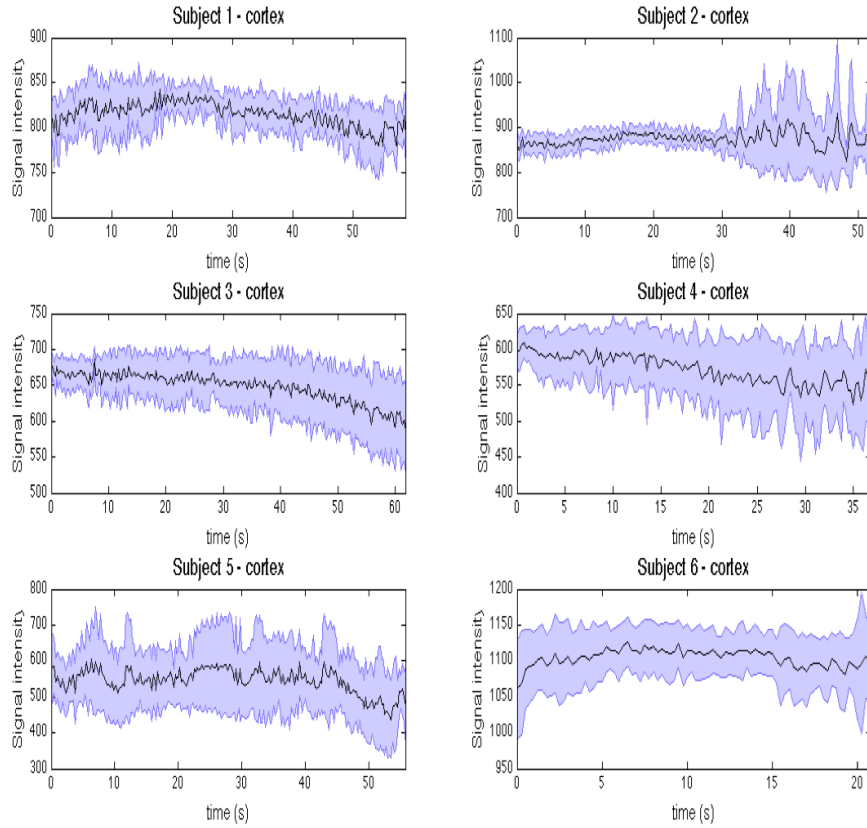 Subject 1 - cortex
Signal intensity
900
850
800
750
700
0 10 20 30 40 50
time (s)
Subject 2 - cortex
Signal intensity
1100
1000
900
800
700
0 10 20 30 40 50
time (s)
Subject 3 - cortex
Signal intensity
750
700
650
600
550
500
0 10 20 30 40 50 60
time (s)
Subject 4 - cortex
Signal intensity
650
600
550
500
450
400
0 5 10 15 20 25 30 35
time (s)
Subject 5 - cortex
Signal intensity
800
700
600
500
400
300
0 10 20 30 40 50
time (s)
Subject 6 - cortex
Signal intensity
1200
1150
1100
1050
1000
950
0 5 10 15 20
time (s)